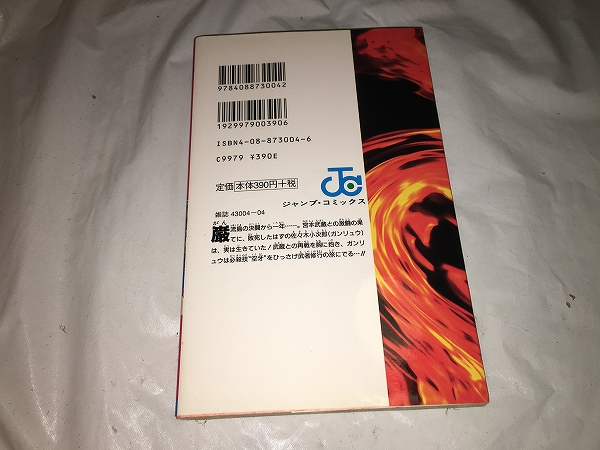 9784088730042
1929979003906
ISBN4-08-873004-6
C9979 ¥390E
定価 本体390円+税
JC
ジャンプ・コミックス
雑誌 43004-04
がん
巌流島の決闘から一年……。宮本武蔵との激闘の果
てに、敗死したはずの佐々木小次郎(ガンリュウ)
は、実は生きていた!武蔵との再戦を胸に抱き、ガンリ
ュウは必殺技"空牙"をひっさげ武者修行の旅にでる…!!